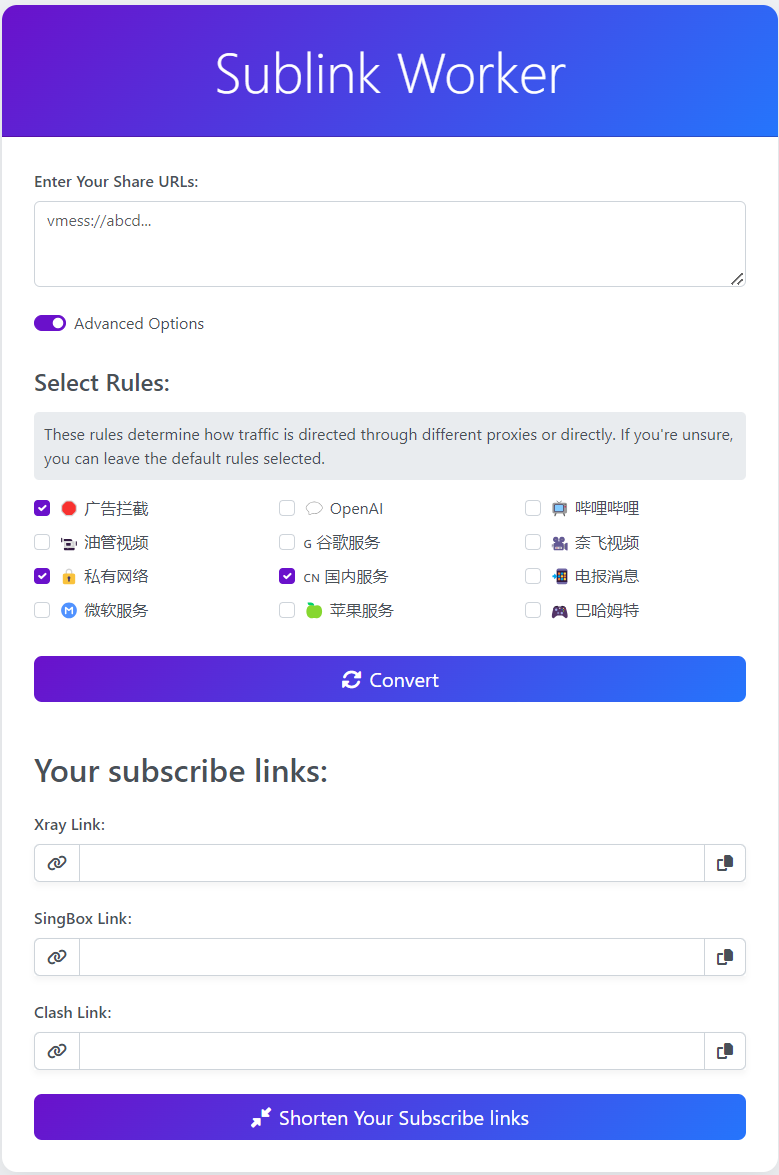 Sublink Worker
Enter Your Share URLs:
vmess://abcd...
Advanced Options
Select Rules:
These rules determine how traffic is directed through different proxies or directly. If you're unsure,
you can leave the default rules selected.
广告拦截 OpenAI 哔哩哔哩
油管视频 G 谷歌服务 奈飞视频
私有网络 CN 国内服务 电报消息
M 微软服务 苹果服务 巴哈姆特
Convert
Your subscribe links:
Xray Link:
SingBox Link:
Clash Link:
Shorten Your Subscribe links